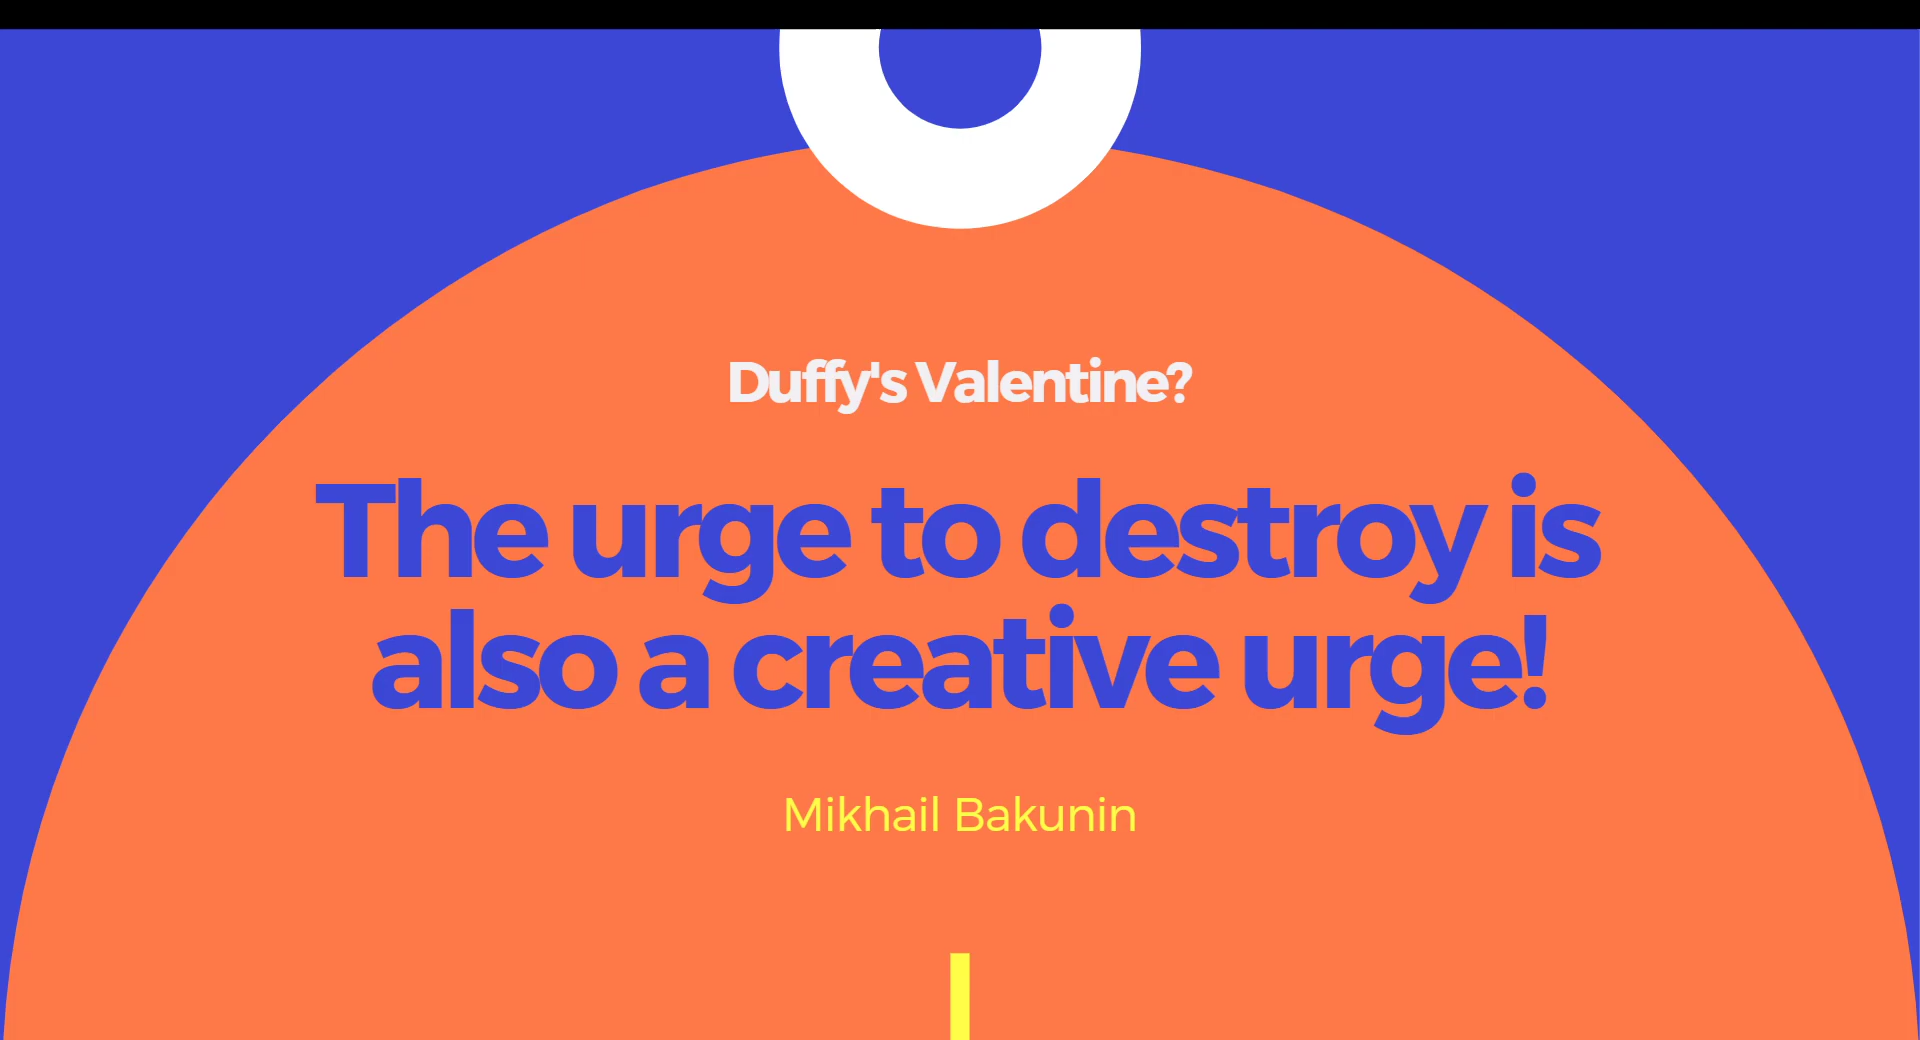 Duffy's Valentine?
The urge to destroy is
also a creative urge!
Mikhail Bakunin